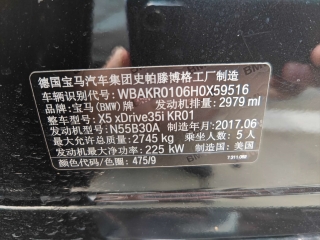 德国宝马汽车集团史帕滕博格工厂制造
车辆识别代号: WBAKR0106H0X59516
品牌: 宝马(BMW)牌 发动机排量: 2979 ml
整车型号: X5 xDrive35i KR01
发动机型号: N55B30A 制造年月: 2017.06
最大允许总质量: 2745 kg 乘坐人数: 5 人
发动机最大净功率: 225 kW 制造国: 美国
颜色代码/色圈: 475/9